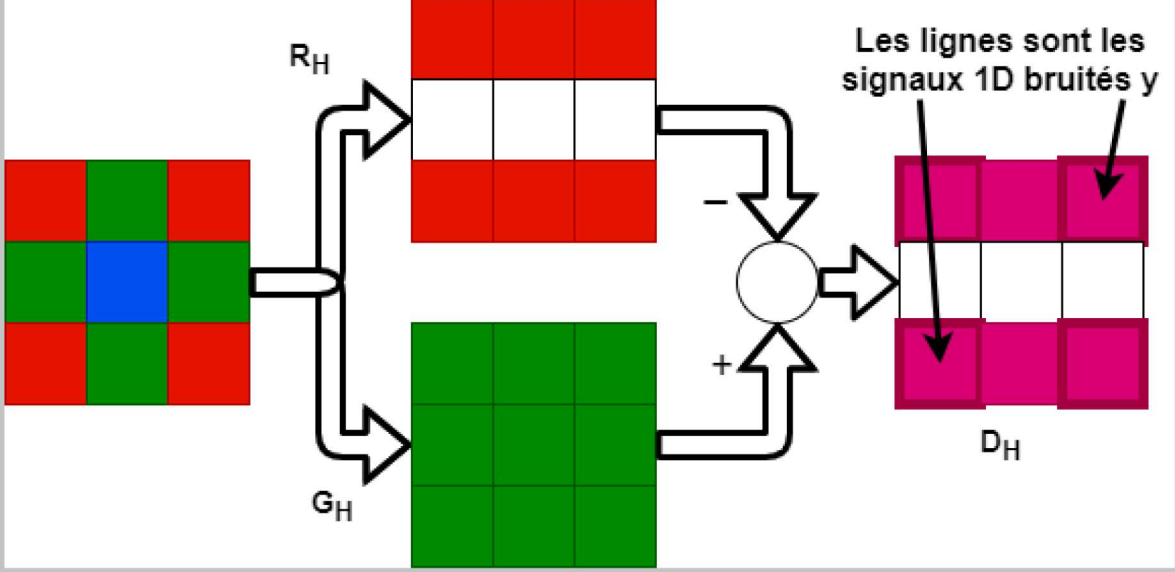 R_H
Les lignes sont les
signaux 1D bruités y
−
+
G_H
D_H